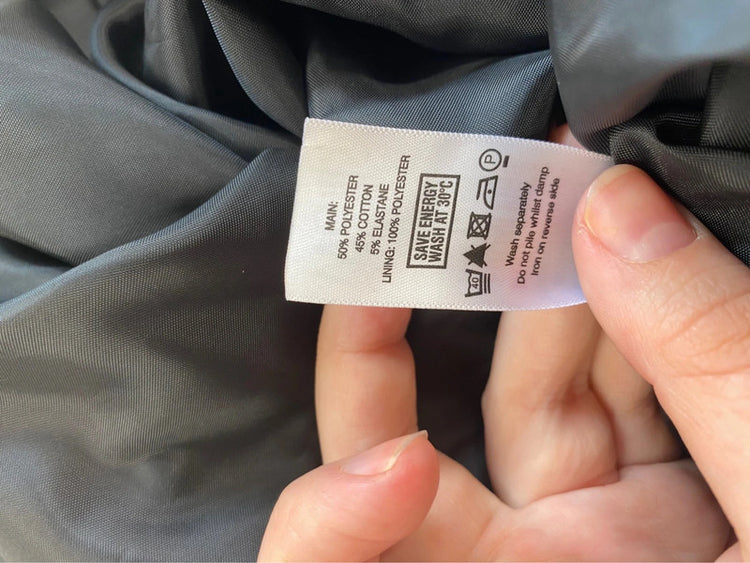 MAIN:
50% POLYESTER
45% COTTON
5% ELASTANE
LINING: 100% POLYESTER
SAVE ENERGY
WASH AT 30°C
40 P
Wash separately
Do not pile whilst damp
Iron on reverse side